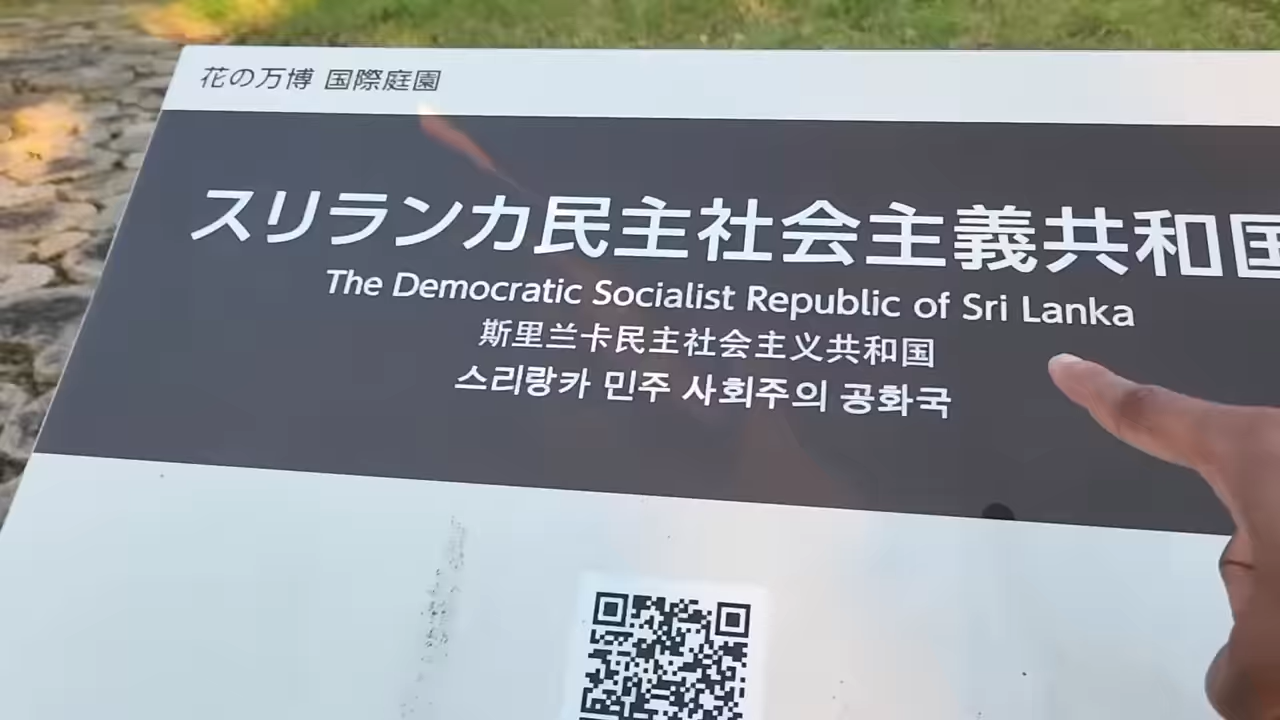 花の万博 国際庭園
スリランカ民主社会主義共和国
The Democratic Socialist Republic of Sri Lanka
斯里兰卡民主社会主义共和国
스리랑카 민주 사회주의 공화국